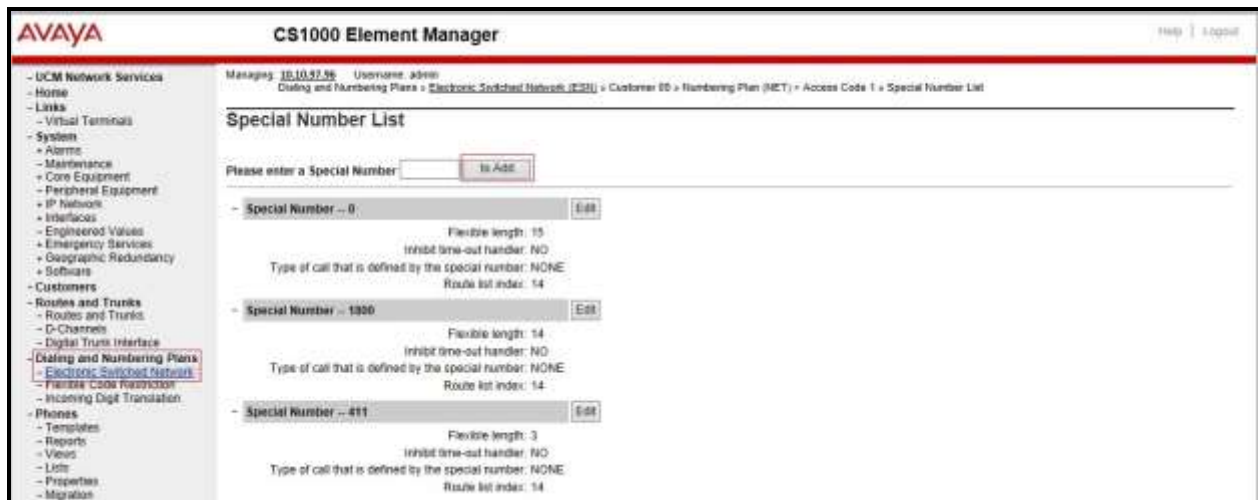 AVAYA
CS1000 Element Manager
Help | Logout
- UCM Network Services
- Home
- Links
- Virtual Terminals
- System
+ Alarms
- Maintenance
+ Core Equipment
- Peripheral Equipment
+ IP Network
+ Interfaces
- Engineered Values
+ Emergency Services
+ Geographic Redundancy
+ Software
- Customers
- Routes and Trunks
- Routes and Trunks
- D-Channels
- Digital Trunk Interface
- Dialing and Numbering Plans
- Electronic Switched Network
- Flexible Code Restriction
- Incoming Digit Translation
- Phones
- Templates
- Reports
- Views
- Lists
- Properties
- Migration
Managing: 10.10.97.96 Username: admin
Dialing and Numbering Plans » Electronic Switched Network (ESN) » Customer 00 » Numbering Plan (NET) » Access Code 1 » Special Number List
Special Number List
Please enter a Special Number to Add
- Special Number -- 0 Edit
Flexible length: 15
Inhibit time-out handler: NO
Type of call that is defined by the special number: NONE
Route list index: 14
- Special Number -- 1800 Edit
Flexible length: 14
Inhibit time-out handler: NO
Type of call that is defined by the special number: NONE
Route list index: 14
- Special Number -- 411 Edit
Flexible length: 3
Inhibit time-out handler: NO
Type of call that is defined by the special number: NONE
Route list index: 14